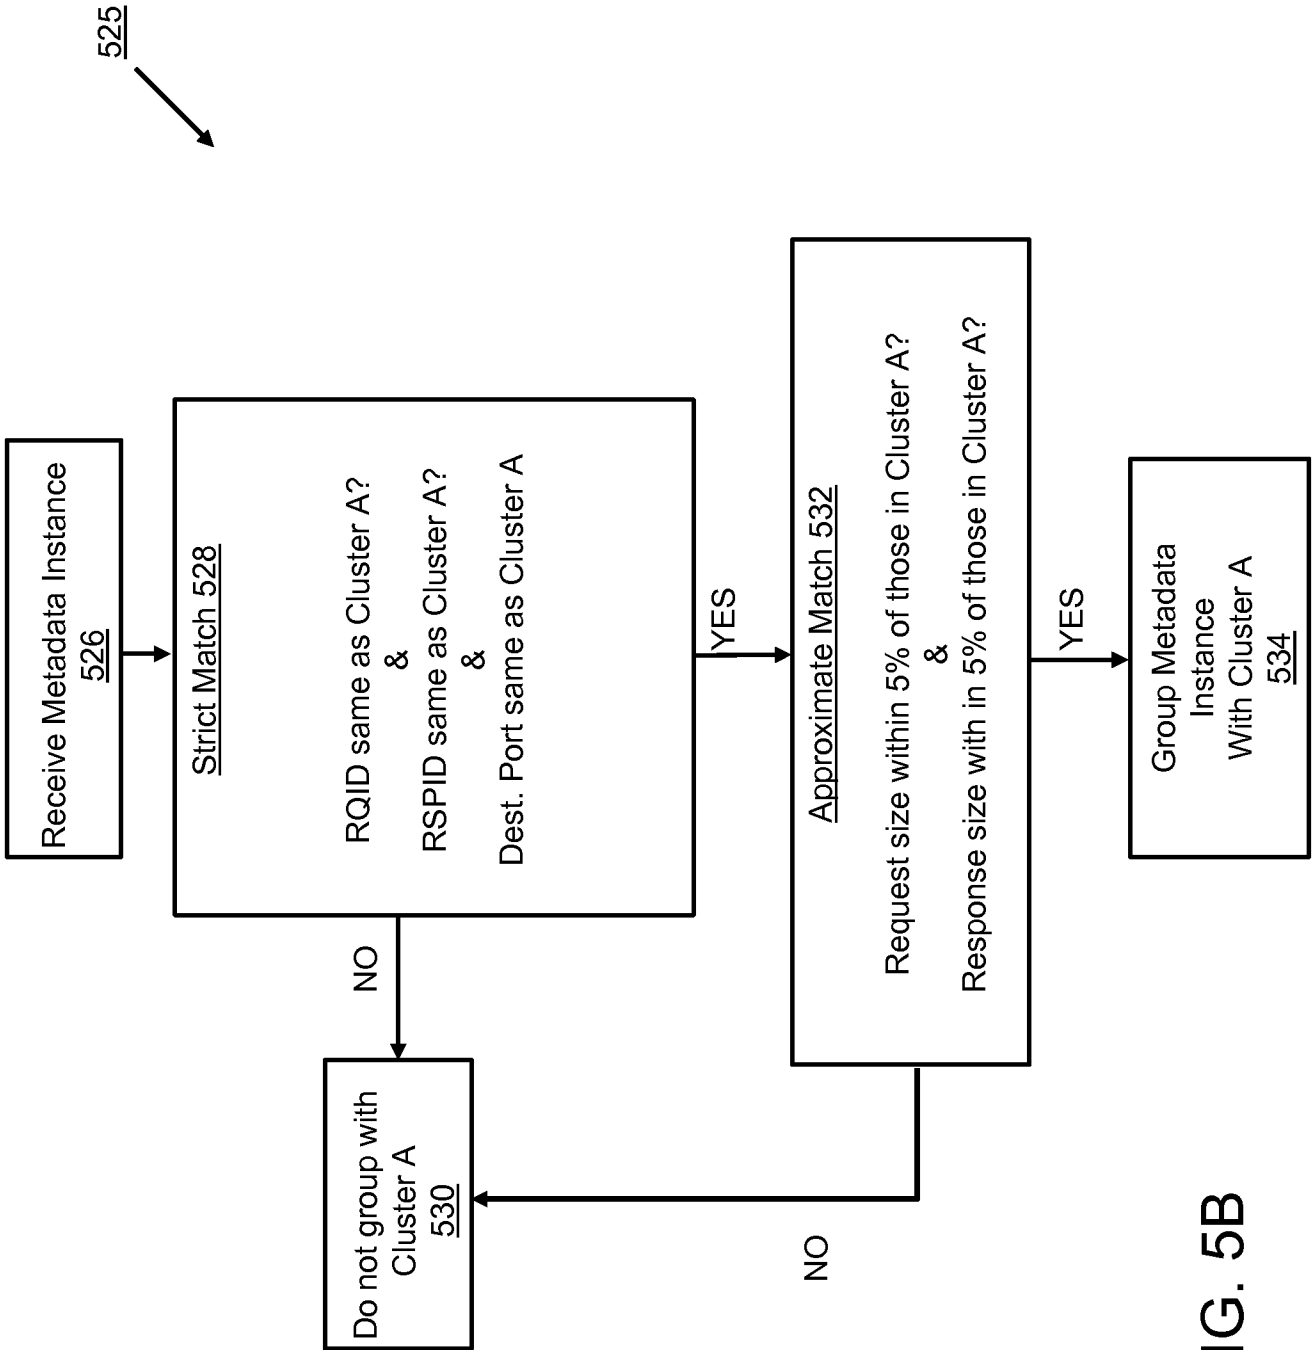 525
Receive Metadata Instance
526
Strict Match 528
RQID same as Cluster A?
&
RSPID same as Cluster A?
&
Dest. Port same as Cluster A
NO
YES
Do not group with
Cluster A
530
Approximate Match 532
Request size within 5% of those in Cluster A?
&
Response size with in 5% of those in Cluster A?
NO
YES
Group Metadata
Instance
With Cluster A
534
IG. 5B